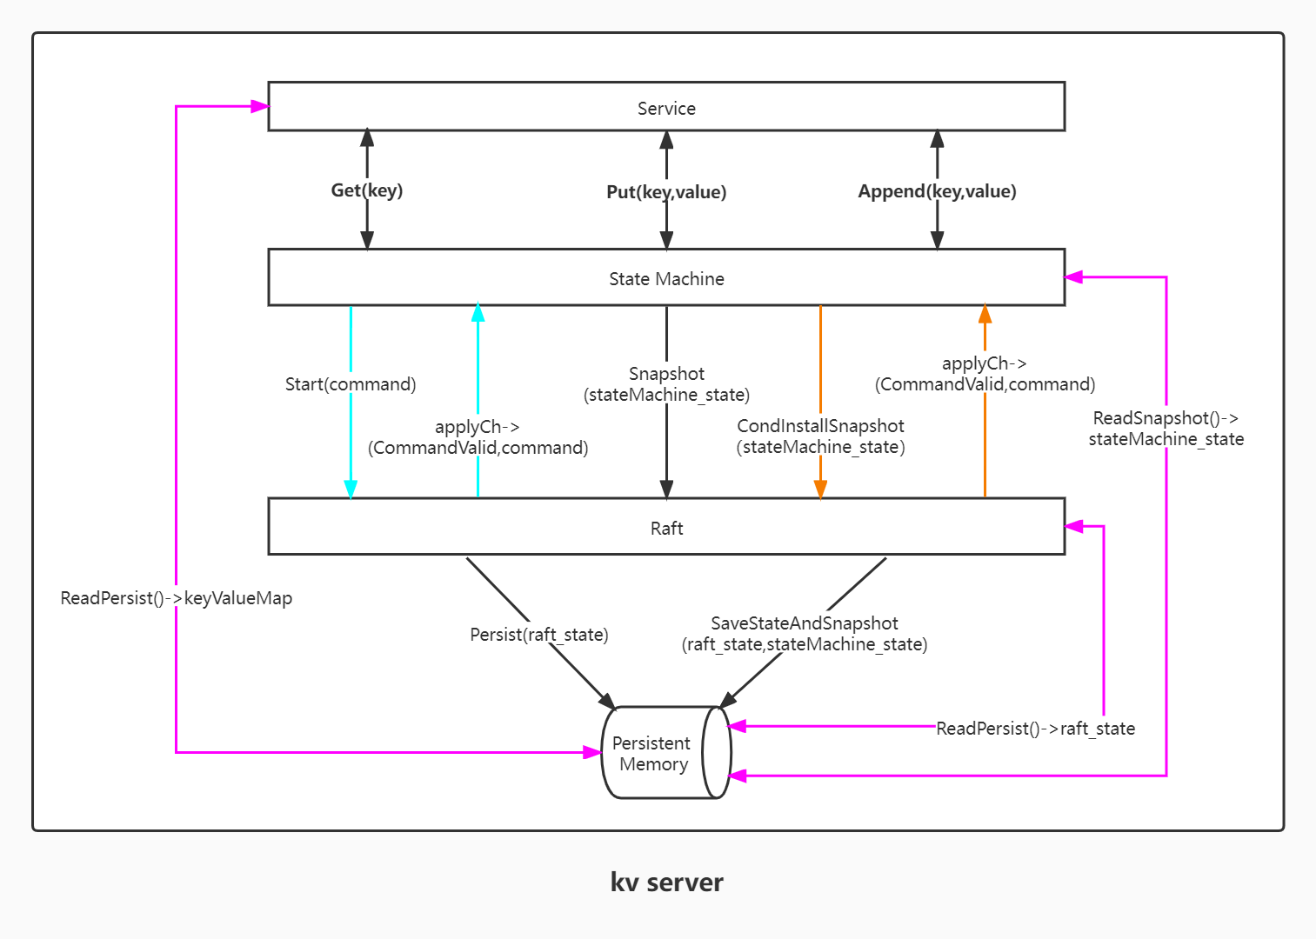 Service
Get(key)
Put(key,value)
Append(key,value)
State Machine
Start(command)
applyCh->
(CommandValid,command)
Snapshot
(stateMachine_state)
CondInstallSnapshot
(stateMachine_state)
applyCh->
(CommandValid,command)
ReadSnapshot()->
stateMachine_state
Raft
ReadPersist()->keyValueMap
Persist(raft_state)
SaveStateAndSnapshot
(raft_state,stateMachine_state)
ReadPersist()->raft_state
Persistent
Memory
kv server